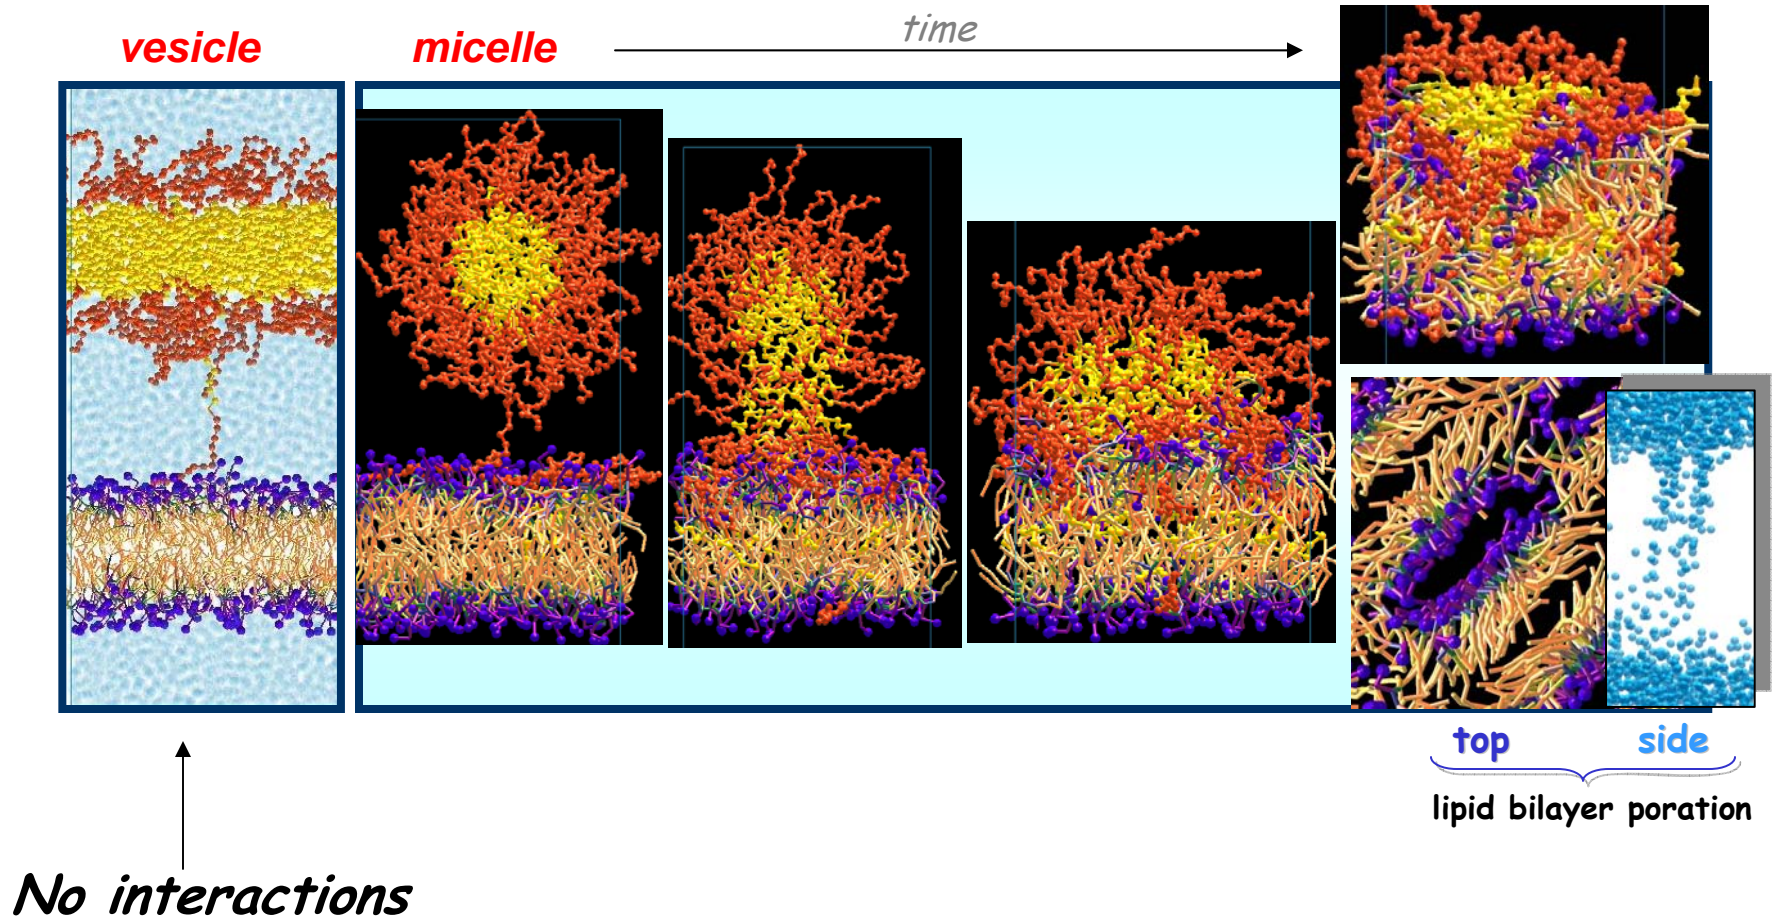 vesicle
micelle
time
top
side
lipid bilayer poration
No interactions